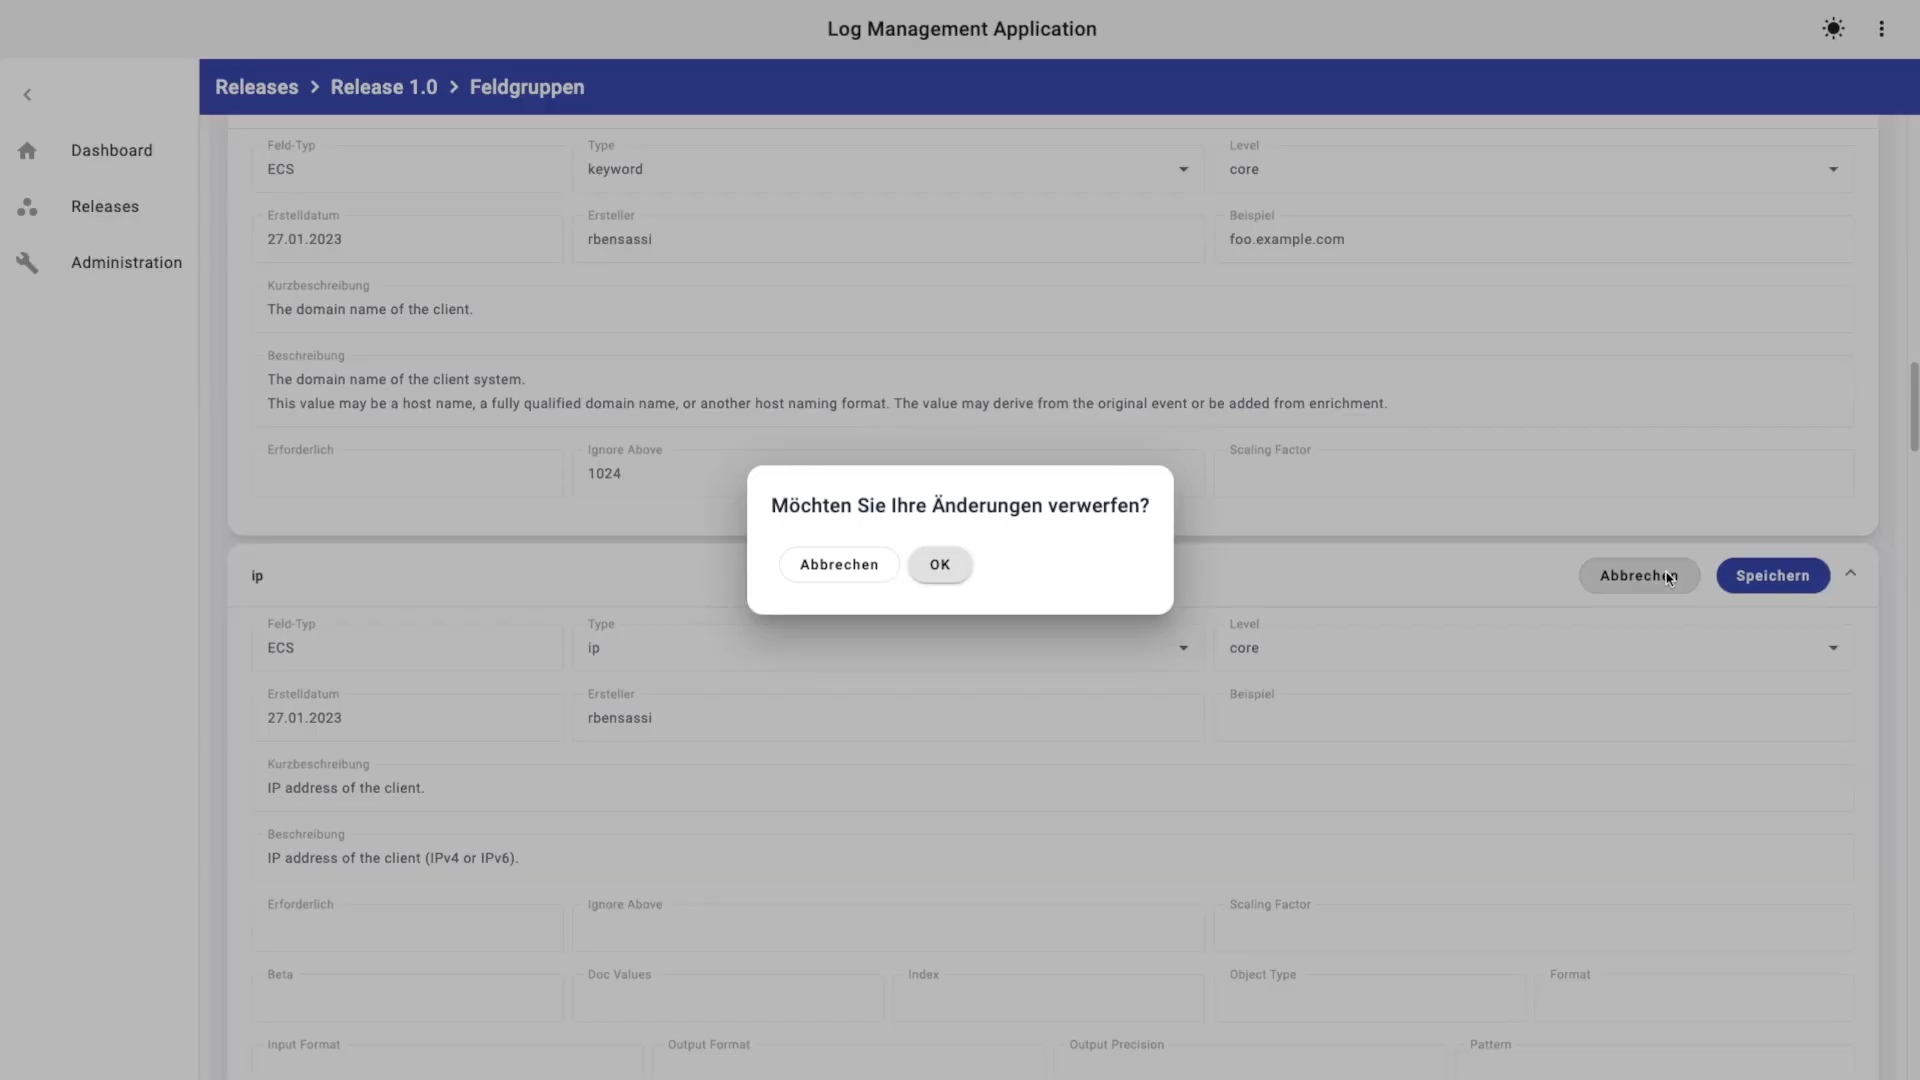 Log Management Application
Releases > Release 1.0 > Feldgruppen
Dashboard
Releases
Administration
Feld-Typ
ECS
Type
keyword
Level
core
Erstelldatum
27.01.2023
Ersteller
rbensassi
Beispiel
foo.example.com
Kurzbeschreibung
The domain name of the client.
Beschreibung
The domain name of the client system.
This value may be a host name, a fully qualified domain name, or another host naming format. The value may derive from the original event or be added from enrichment.
Erforderlich
Ignore Above
1024
Scaling Factor
Möchten Sie Ihre Änderungen verwerfen?
Abbrechen
OK
ip
Abbrechen
Speichern
Feld-Typ
ECS
Type
ip
Level
core
Erstelldatum
27.01.2023
Ersteller
rbensassi
Beispiel
Kurzbeschreibung
IP address of the client.
Beschreibung
IP address of the client (IPv4 or IPv6).
Erforderlich
Ignore Above
Scaling Factor
Beta
Doc Values
Index
Object Type
Format
Input Format
Output Format
Output Precision
Pattern